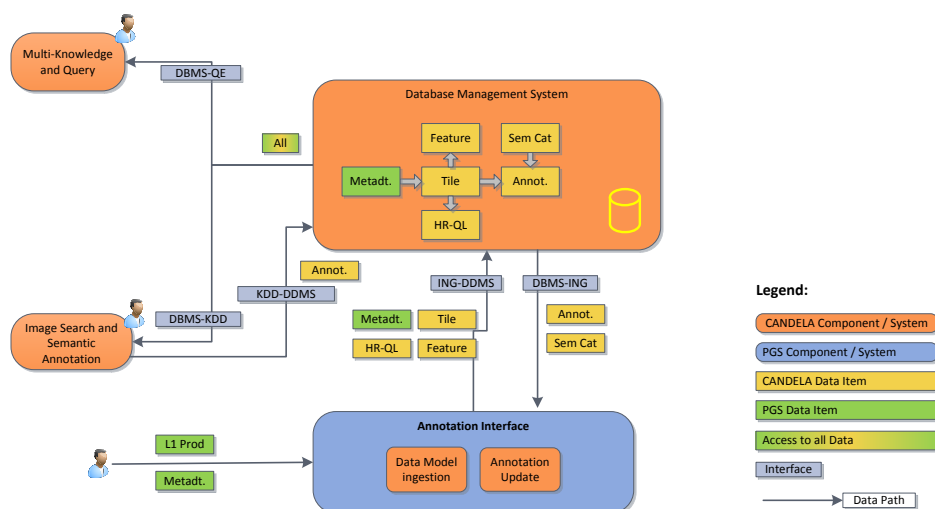 Multi-Knowledge
and Query
DBMS-QE
All
Database Management System
Feature
Sem Cat
Metadt.
Tile
Annot.
HR-QL
Annot.
KDD-DDMS
ING-DDMS
DBMS-ING
DBMS-KDD
Metadt.
Tile
HR-QL
Feature
Annot.
Sem Cat
Image Search and
Semantic
Annotation
Annotation Interface
Data Model
ingestion
Annotation
Update
L1 Prod
Metadt.
Legend:
CANDELA Component / System
PGS Component / System
CANDELA Data Item
PGS Data Item
Access to all Data
Interface
Data Path